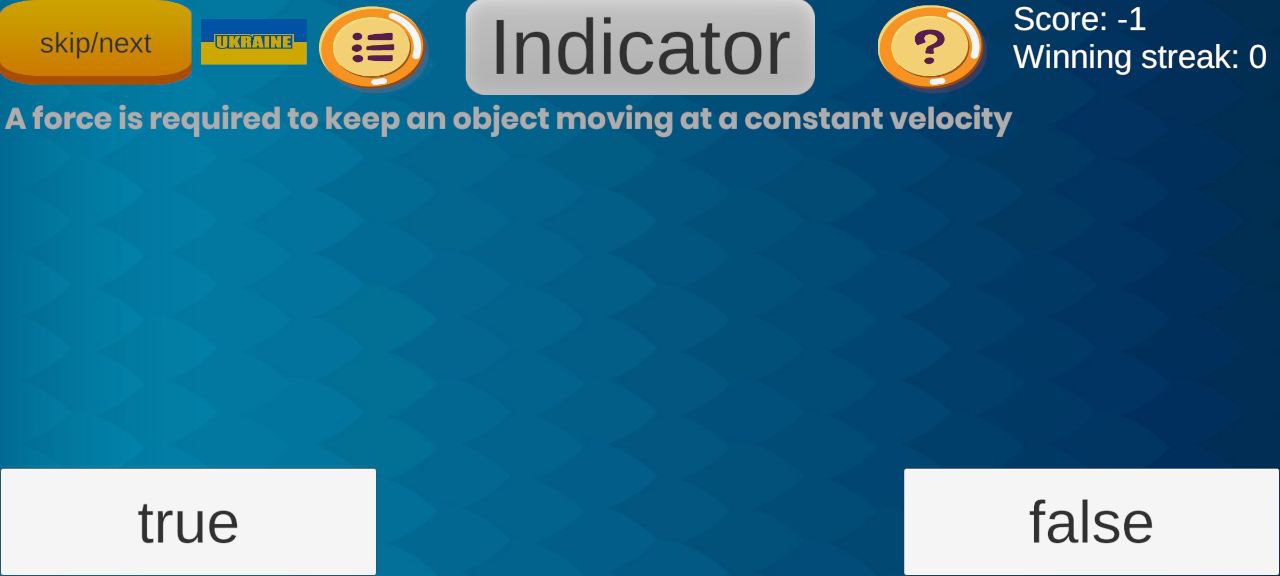 skip/next
UKRAINE
Indicator
?
Score: -1
Winning streak: 0
A force is required to keep an object moving at a constant velocity
true
false